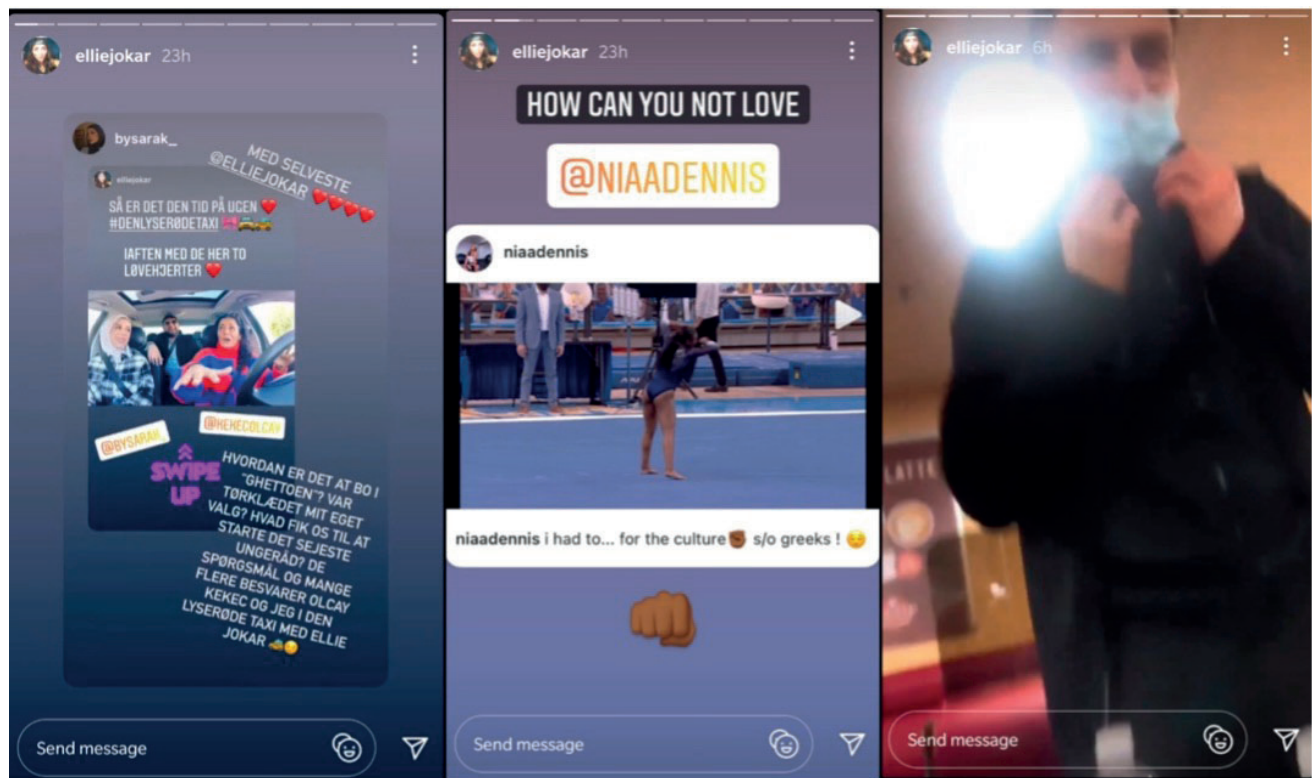 elliejokar 23h
bysarak_
MED SELVESTE
@ELLIEJOKAR ❤️❤️❤️❤️
elliejokar
SÅ ER DET DEN TID PÅ UGEN ❤️
#DENLYSERØDETAXI
IAFTEN MED DE HER TO
LØVEHJERTER ❤️
@BYSARAK_
@KEKECOLCAY
SWIPE
UP
HVORDAN ER DET AT BO I
"GHETTOEN"? VAR
TØRKLÆDET MIT EGET
VALG? HVAD FIK OS TIL AT
STARTE DET SEJESTE
UNGERÅD? DE
SPØRGSMÅL OG MANGE
FLERE BESVARER OLCAY
KEKEC OG JEG I DEN
LYSERØDE TAXI MED ELLIE
JOKAR 🚕😊
Send message
elliejokar 23h
HOW CAN YOU NOT LOVE
@NIAADENNIS
niaadennis
niaadennis i had to... for the culture✊🏾 s/o greeks ! 😌
👊🏾
Send message
elliejokar 6h
LATTE
Send message